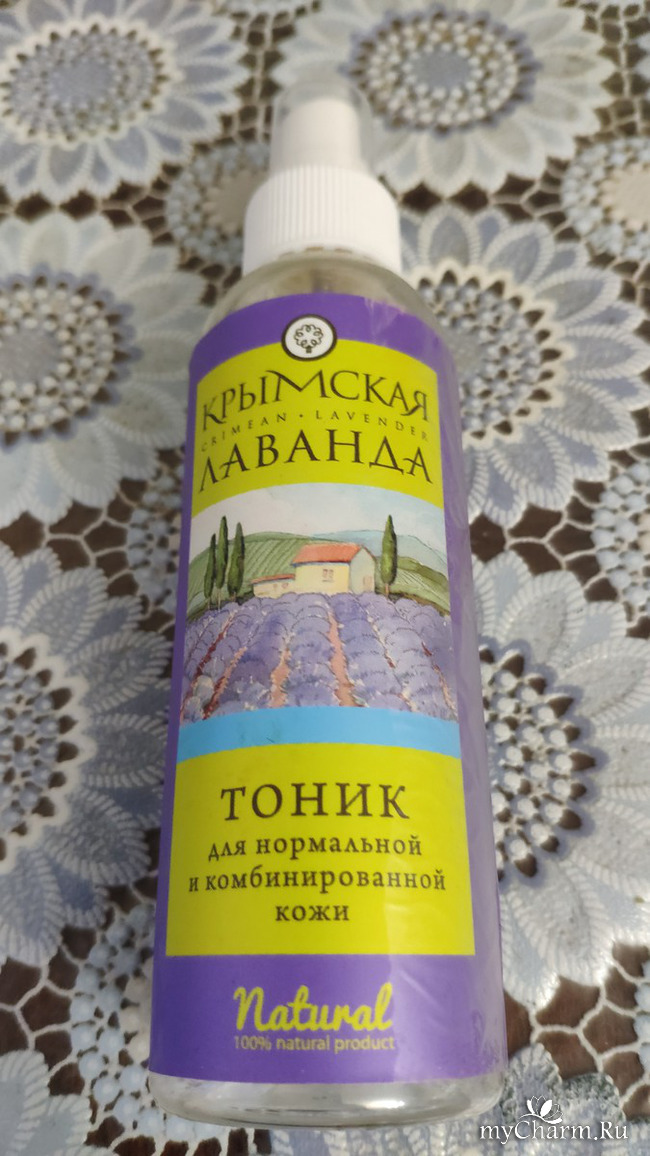 КРЫМСКАЯ
CRIMEAN • LAVENDER
ЛАВАНДА
ТОНИК
для нормальной
и комбинированной
кожи
Natural
100% natural product
myCharm.Ru